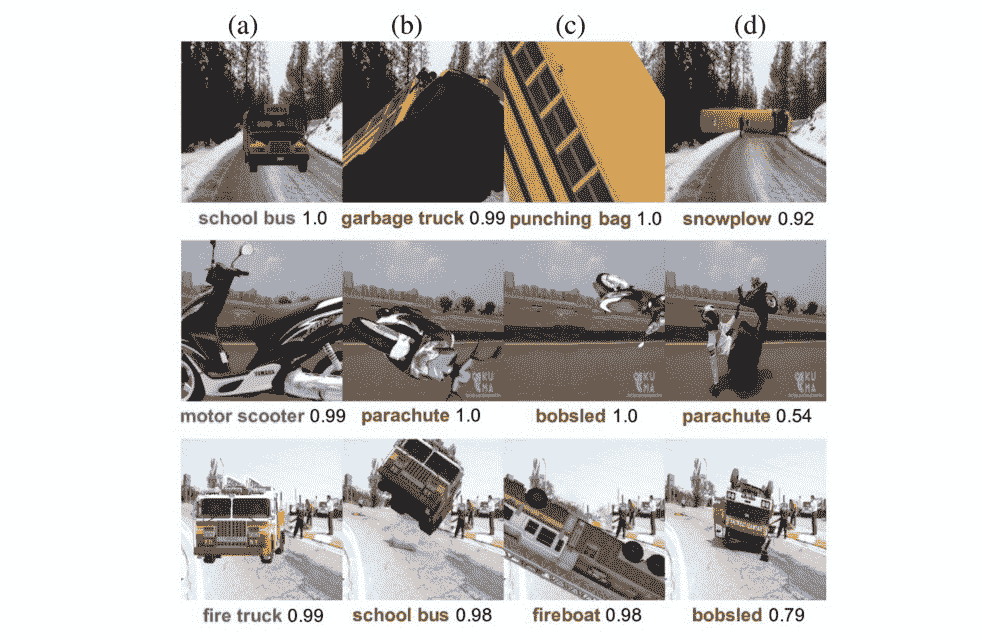 (a) (b) (c) (d)
school bus 1.0 garbage truck 0.99 punching bag 1.0 snowplow 0.92
motor scooter 0.99 parachute 1.0 bobsled 1.0 parachute 0.54
fire truck 0.99 school bus 0.98 fireboat 0.98 bobsled 0.79